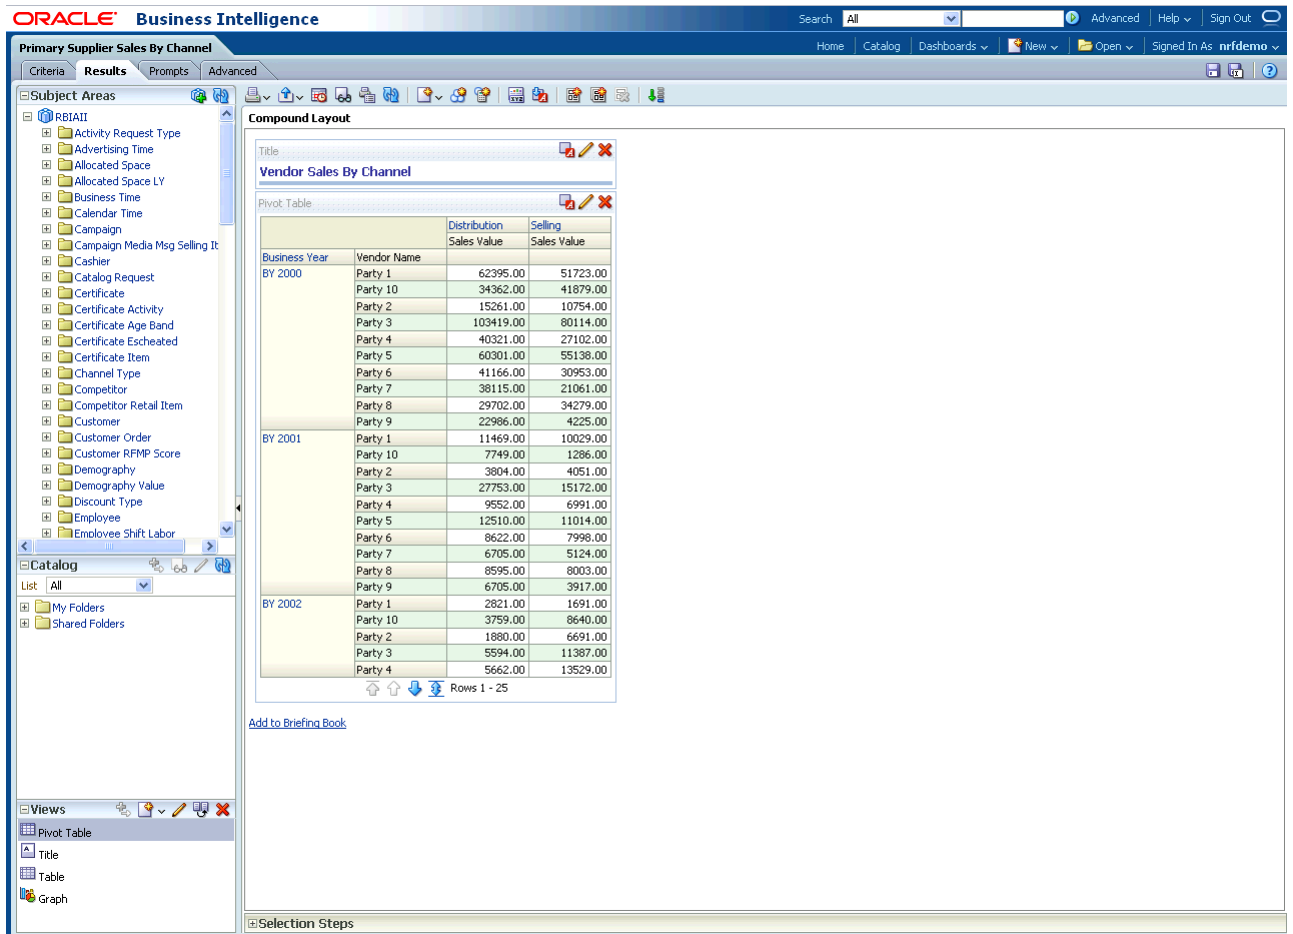 ORACLE Business Intelligence
Search All Advanced Help Sign Out
Primary Supplier Sales By Channel
Home Catalog Dashboards New Open Signed In As nrfdemo
Criteria Results Prompts Advanced
Subject Areas
RBIAII
Activity Request Type
Advertising Time
Allocated Space
Allocated Space LY
Business Time
Calendar Time
Campaign
Campaign Media Msg Selling It
Cashier
Catalog Request
Certificate
Certificate Activity
Certificate Age Band
Certificate Escheated
Certificate Item
Channel Type
Competitor
Competitor Retail Item
Customer
Customer Order
Customer RFMP Score
Demography
Demography Value
Discount Type
Employee
Employee Shift Labor
Catalog
List All
My Folders
Shared Folders
Views
Pivot Table
Title
Table
Graph
Compound Layout
Title
Vendor Sales By Channel
Pivot Table
Distribution Selling
Sales Value Sales Value
Business Year Vendor Name
BY 2000 Party 1 62395.00 51723.00
Party 10 34362.00 41879.00
Party 2 15261.00 10754.00
Party 3 103419.00 80114.00
Party 4 40321.00 27102.00
Party 5 60301.00 55138.00
Party 6 41166.00 30953.00
Party 7 38115.00 21061.00
Party 8 29702.00 34279.00
Party 9 22986.00 4225.00
BY 2001 Party 1 11469.00 10029.00
Party 10 7749.00 1286.00
Party 2 3804.00 4051.00
Party 3 27753.00 15172.00
Party 4 9552.00 6991.00
Party 5 12510.00 11014.00
Party 6 8622.00 7998.00
Party 7 6705.00 5124.00
Party 8 8595.00 8003.00
Party 9 6705.00 3917.00
BY 2002 Party 1 2821.00 1691.00
Party 10 3759.00 8640.00
Party 2 1880.00 6691.00
Party 3 5594.00 11387.00
Party 4 5662.00 13529.00
Rows 1 - 25
Add to Briefing Book
Selection Steps